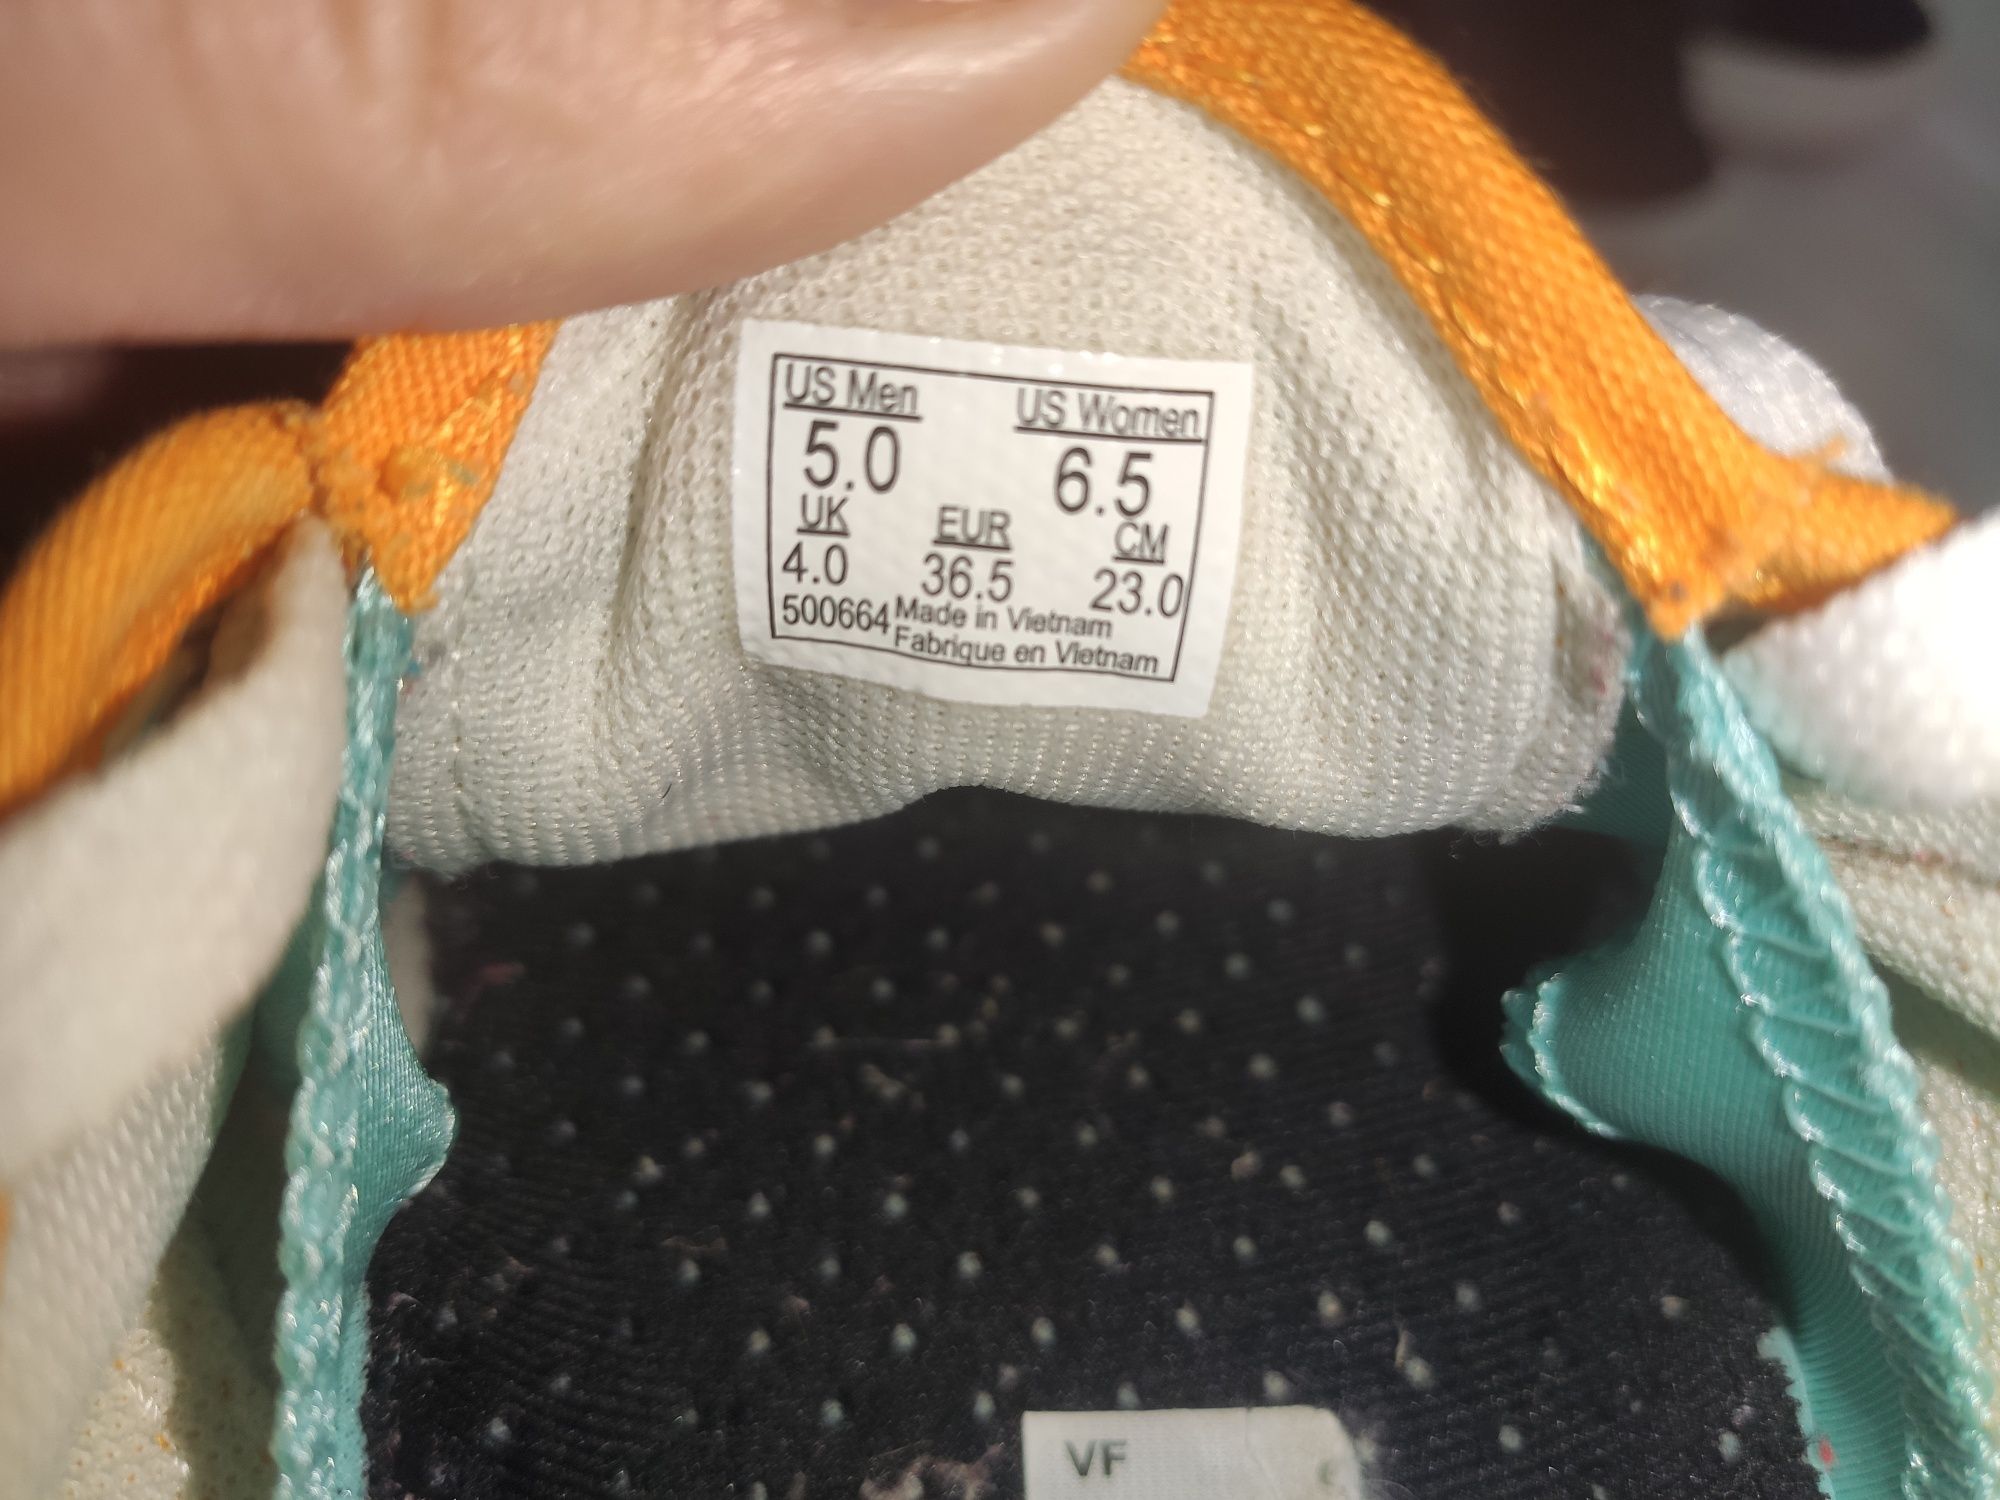 US Men US Women
5.0 6.5
UK EUR CM
4.0 36.5 23.0
500664 Made in Vietnam
Fabrique en Vietnam
VF